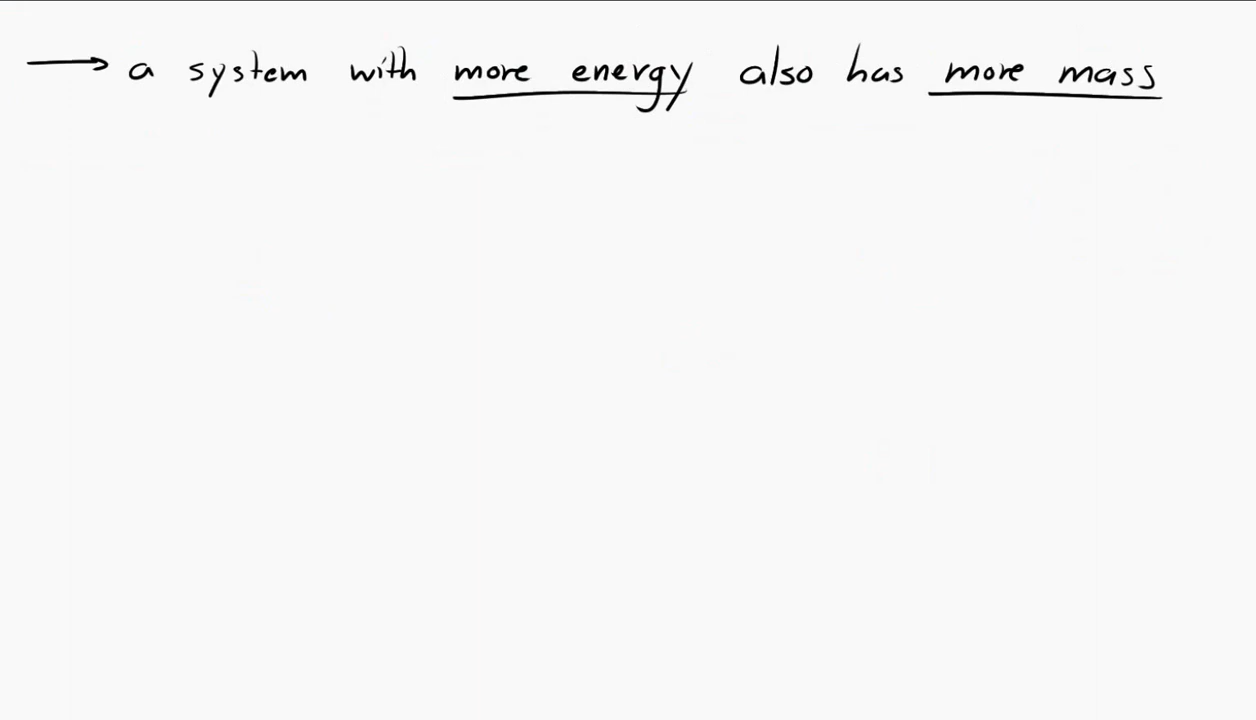 → a system with more energy also has more mass